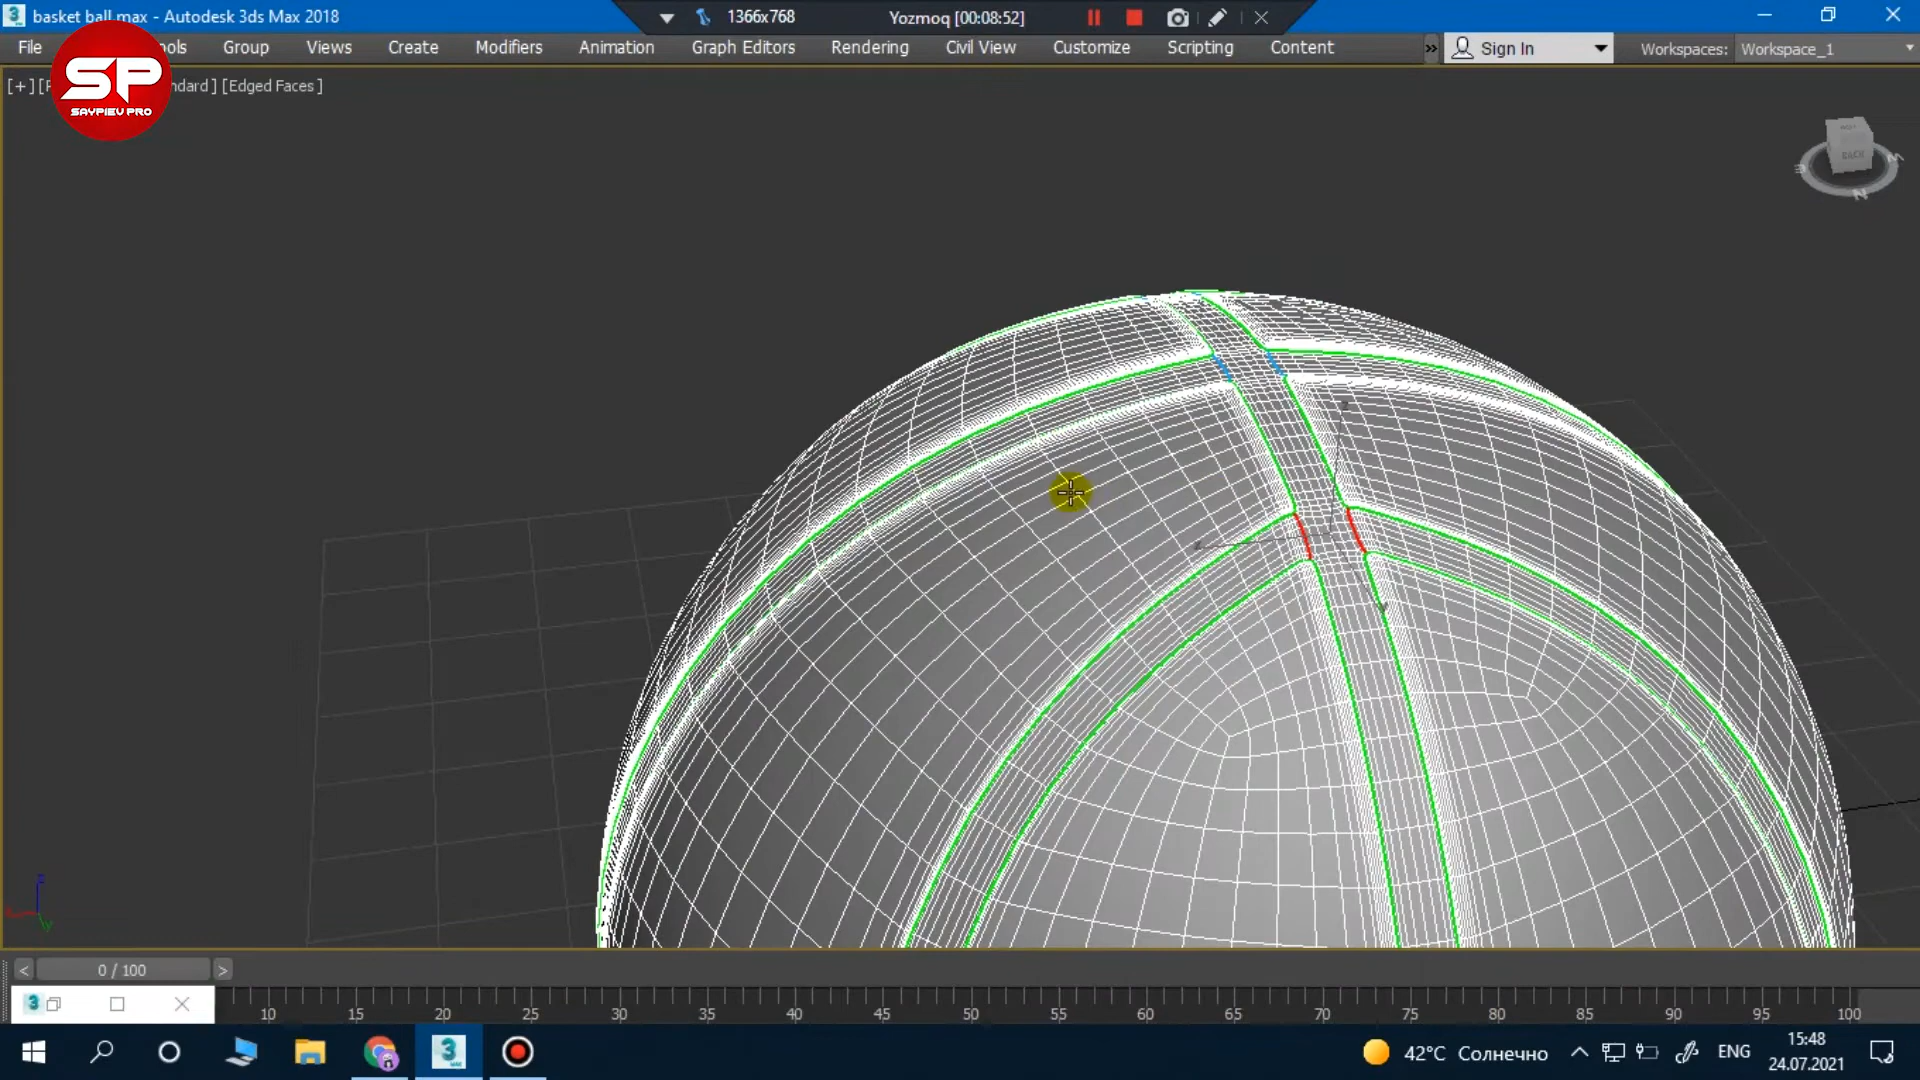 basket ball.max - Autodesk 3ds Max 2018
1366x768
Yozmoq [00:08:52]
File
ools
Group
Views
Create
Modifiers
Animation
Graph Editors
Rendering
Civil View
Customize
Scripting
Content
Sign In
Workspaces: Workspace_1
[+] [P
ndard ] [Edged Faces ]
SP
SAYPIEV PRO
BACK
0 / 100
10 15 20 25 30 35 40 45 50 55 60 65 70 75 80 85 90 95 100
42°C Солнечно
ENG
15:48
24.07.2021